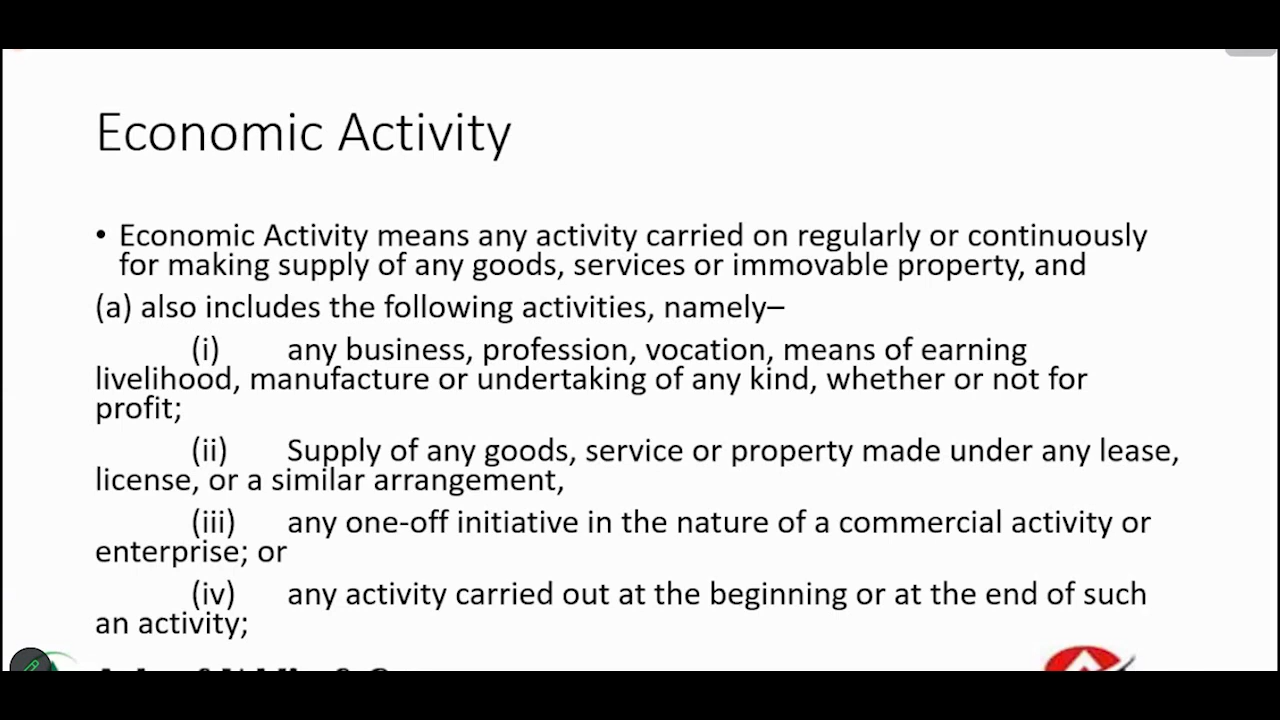 Economic Activity
• Economic Activity means any activity carried on regularly or continuously
for making supply of any goods, services or immovable property, and
(a) also includes the following activities, namely–
(i) any business, profession, vocation, means of earning
livelihood, manufacture or undertaking of any kind, whether or not for
profit;
(ii) Supply of any goods, service or property made under any lease,
license, or a similar arrangement,
(iii) any one-off initiative in the nature of a commercial activity or
enterprise; or
(iv) any activity carried out at the beginning or at the end of such
an activity;